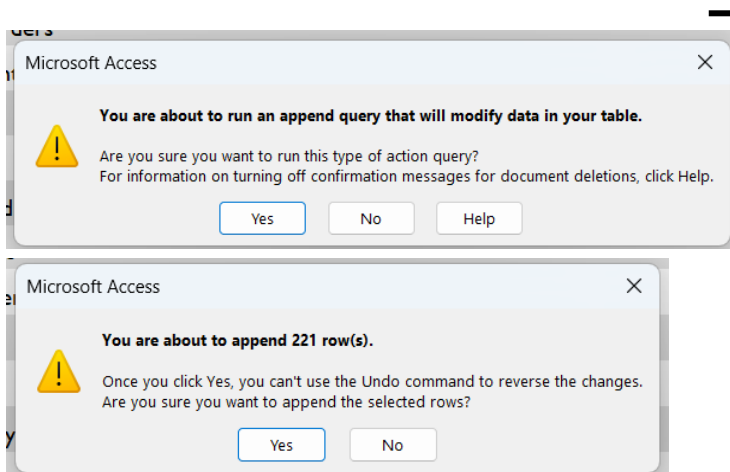 Microsoft Access
You are about to run an append query that will modify data in your table.
Are you sure you want to run this type of action query?
For information on turning off confirmation messages for document deletions, click Help.
Yes No Help
Microsoft Access
You are about to append 221 row(s).
Once you click Yes, you can't use the Undo command to reverse the changes.
Are you sure you want to append the selected rows?
Yes No